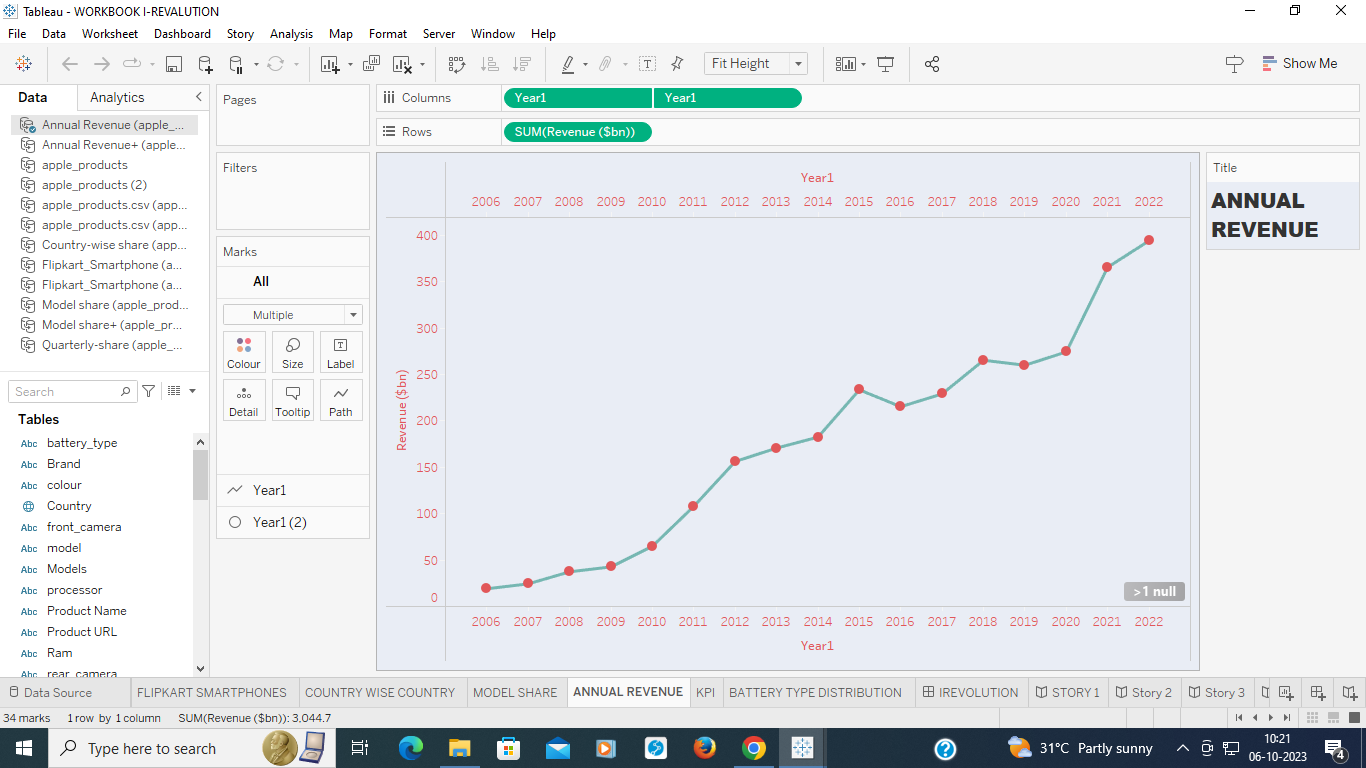 Tableau - WORKBOOK I-REVALUTION
File Data Worksheet Dashboard Story Analysis Map Format Server Window Help
Fit Height
Show Me
Data Analytics
Annual Revenue (apple_...
Annual Revenue+ (apple...
apple_products
apple_products (2)
apple_products.csv (app...
apple_products.csv (app...
Country-wise share (app...
Flipkart_Smartphone (a...
Flipkart_Smartphone (a...
Model share (apple_prod...
Model share+ (apple_pr...
Quarterly-share (apple_...
Search
Tables
Abc battery_type
Abc Brand
Abc colour
Country
Abc front_camera
Abc model
Abc Models
Abc processor
Abc Product Name
Abc Product URL
Abc Ram
Abc rear_camera
Pages
Filters
Marks
All
Multiple
Colour Size Label
Detail Tooltip Path
Year1
Year1 (2)
Columns Year1 Year1
Rows SUM(Revenue ($bn))
Year1
2006 2007 2008 2009 2010 2011 2012 2013 2014 2015 2016 2017 2018 2019 2020 2021 2022
400
350
300
250
200
150
100
50
0
Revenue ($bn)
>1 null
2006 2007 2008 2009 2010 2011 2012 2013 2014 2015 2016 2017 2018 2019 2020 2021 2022
Year1
Title
ANNUAL
REVENUE
Data Source FLIPKART SMARTPHONES COUNTRY WISE COUNTRY MODEL SHARE ANNUAL REVENUE KPI BATTERY TYPE DISTRIBUTION IREVOLUTION STORY 1 Story 2 Story 3
34 marks 1 row by 1 column SUM(Revenue ($bn)): 3.044.7
Type here to search
31°C Partly sunny
10:21
06-10-2023
4